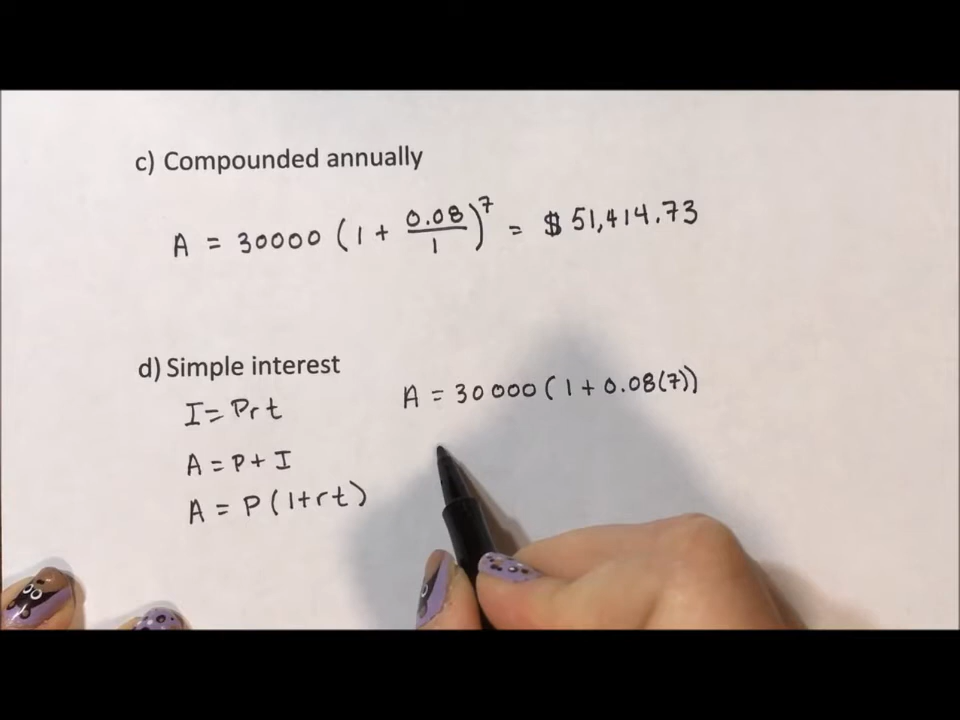 c) Compounded annually
A = 30000 (1 + 0.08/1)^7 = $51,414.73
d) Simple interest
I = Prt
A = 30000 (1 + 0.08(7))
A = P + I
A = P (1+rt)